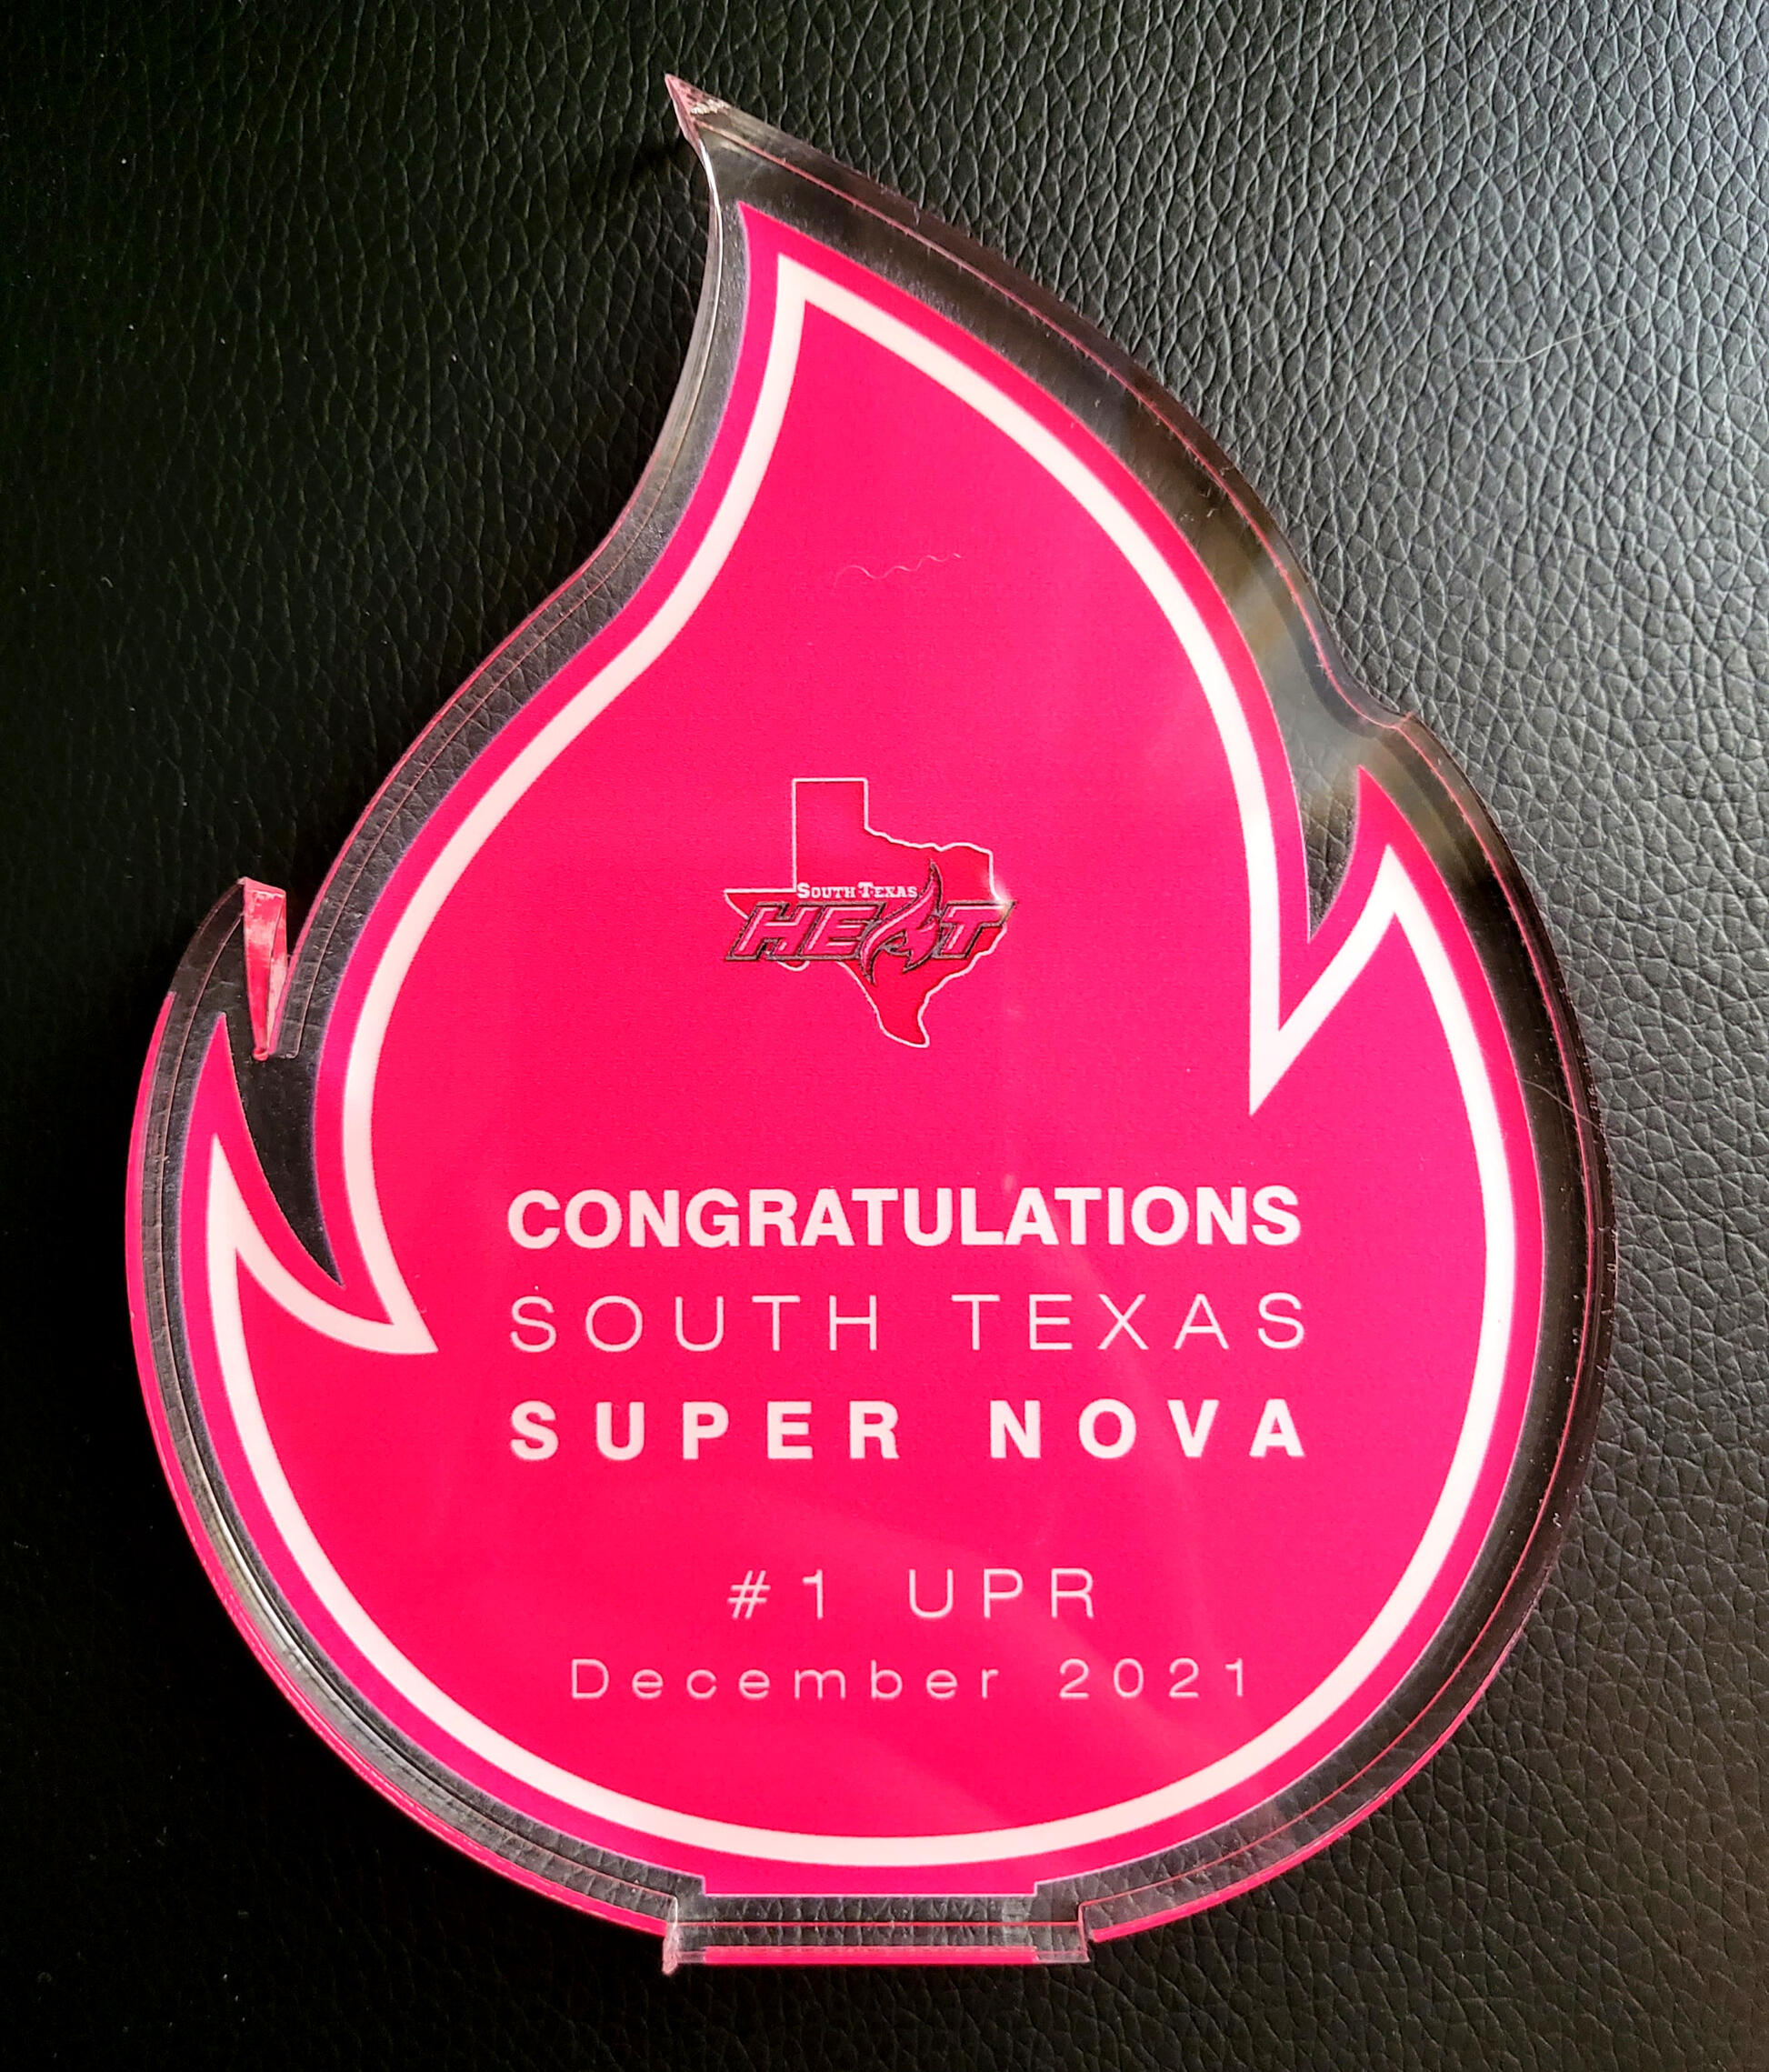 SOUTH TEXAS
HEAT
CONGRATULATIONS
SOUTH TEXAS
SUPER NOVA
#1 UPR
December 2021